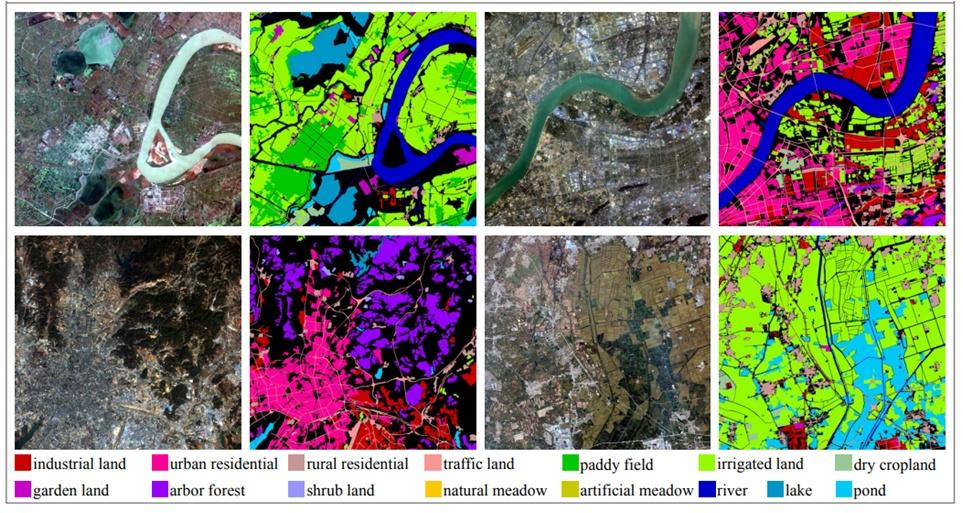 industrial land urban residential rural residential traffic land paddy field irrigated land dry cropland
garden land arbor forest shrub land natural meadow artificial meadow river lake pond